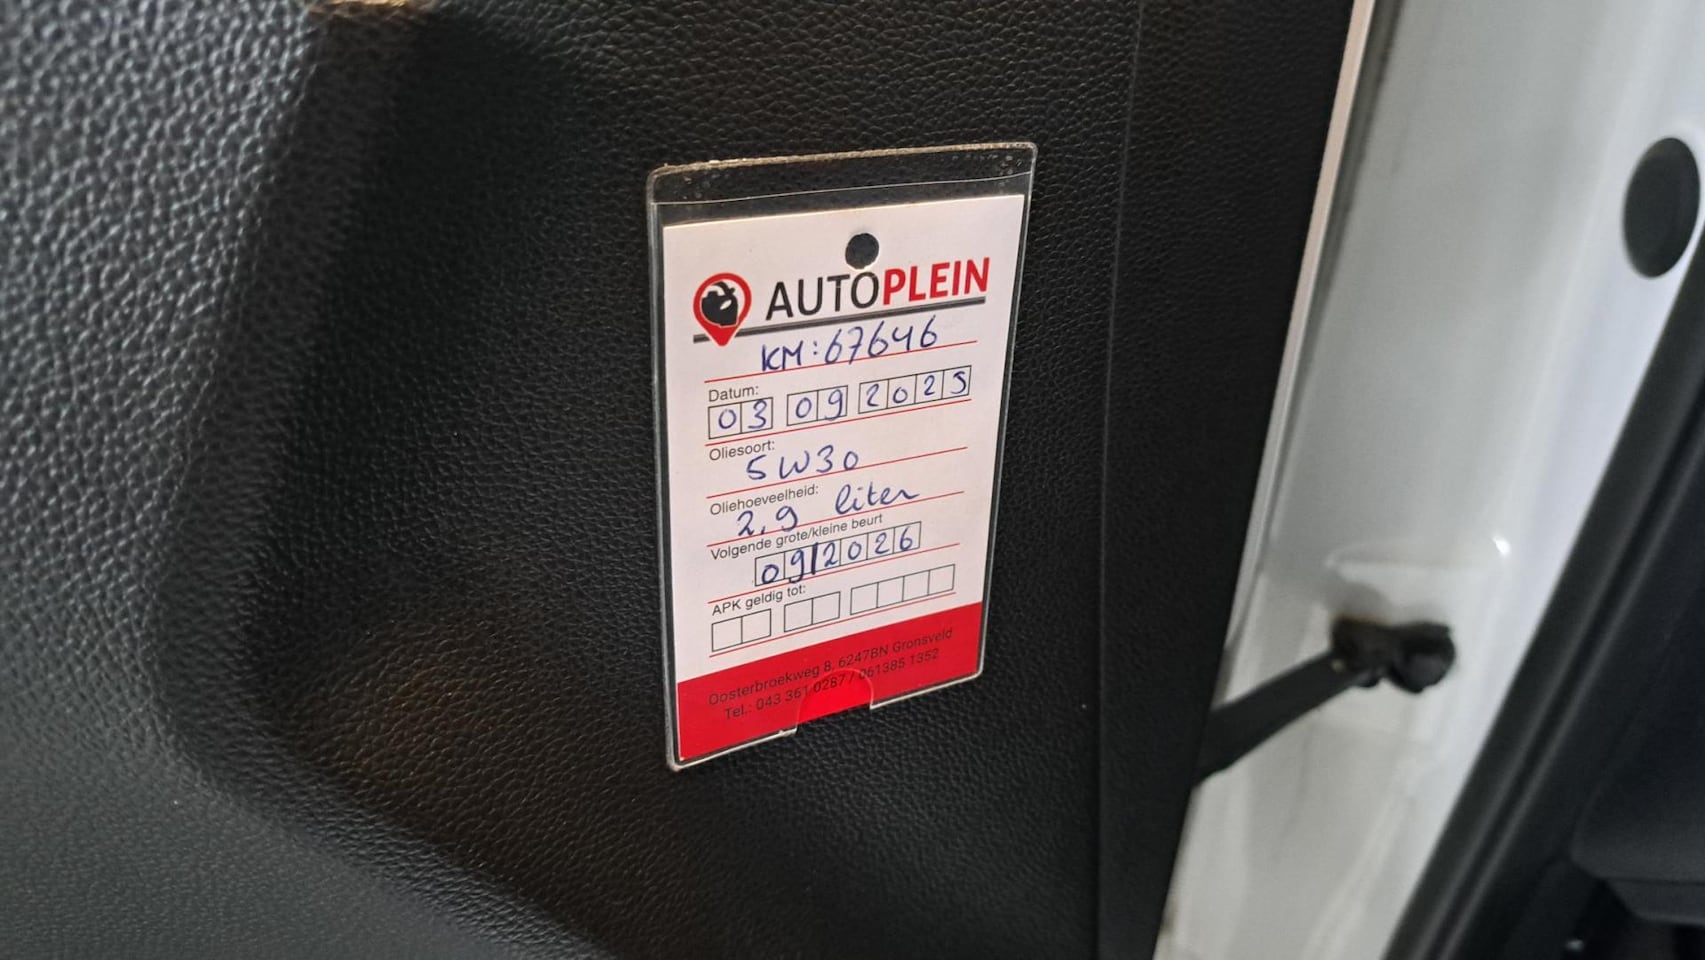 AUTOPLEIN
KM: 67646
Datum:
03 09 2025
Oliesoort:
5W30
Oliehoeveelheid:
2,9 liter
Volgende grote/kleine beurt
09/2026
APK geldig tot:
Oosterbroekweg 8, 6247BN Gronsveld
Tel.: 043 361 0287 / 061385 1352